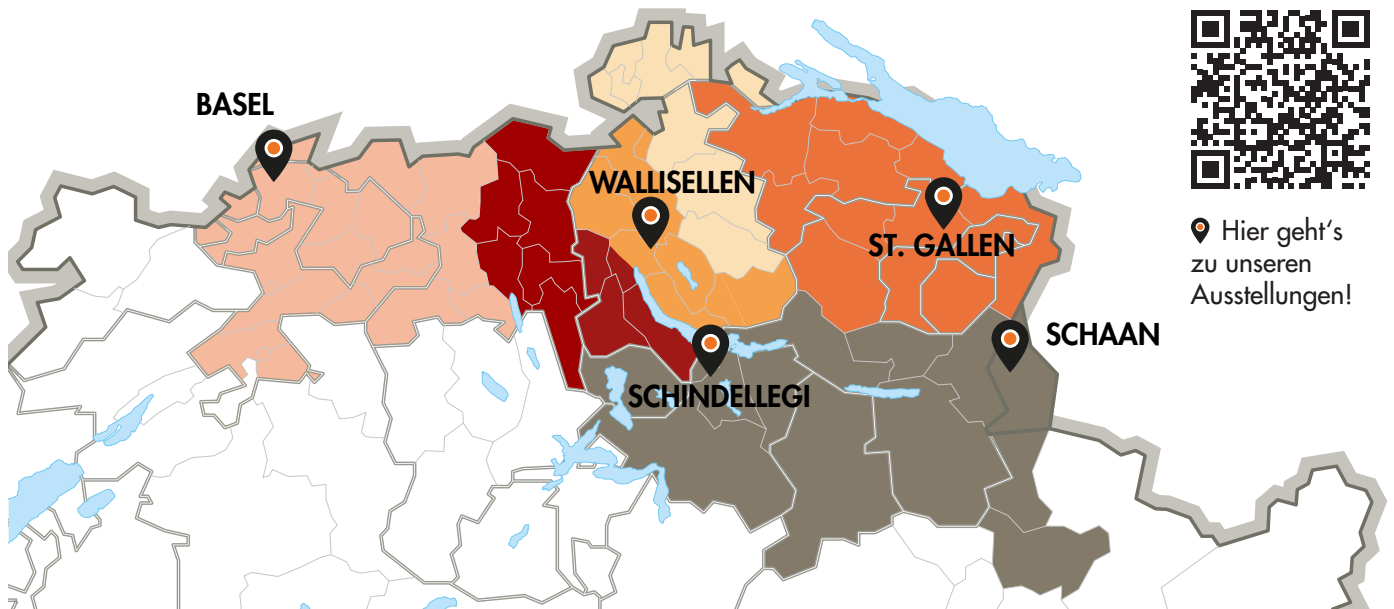 BASEL
WALLISELLEN
ST. GALLEN
SCHAAN
SCHINDELLEGI
Hier geht‘s
zu unseren
Ausstellungen!